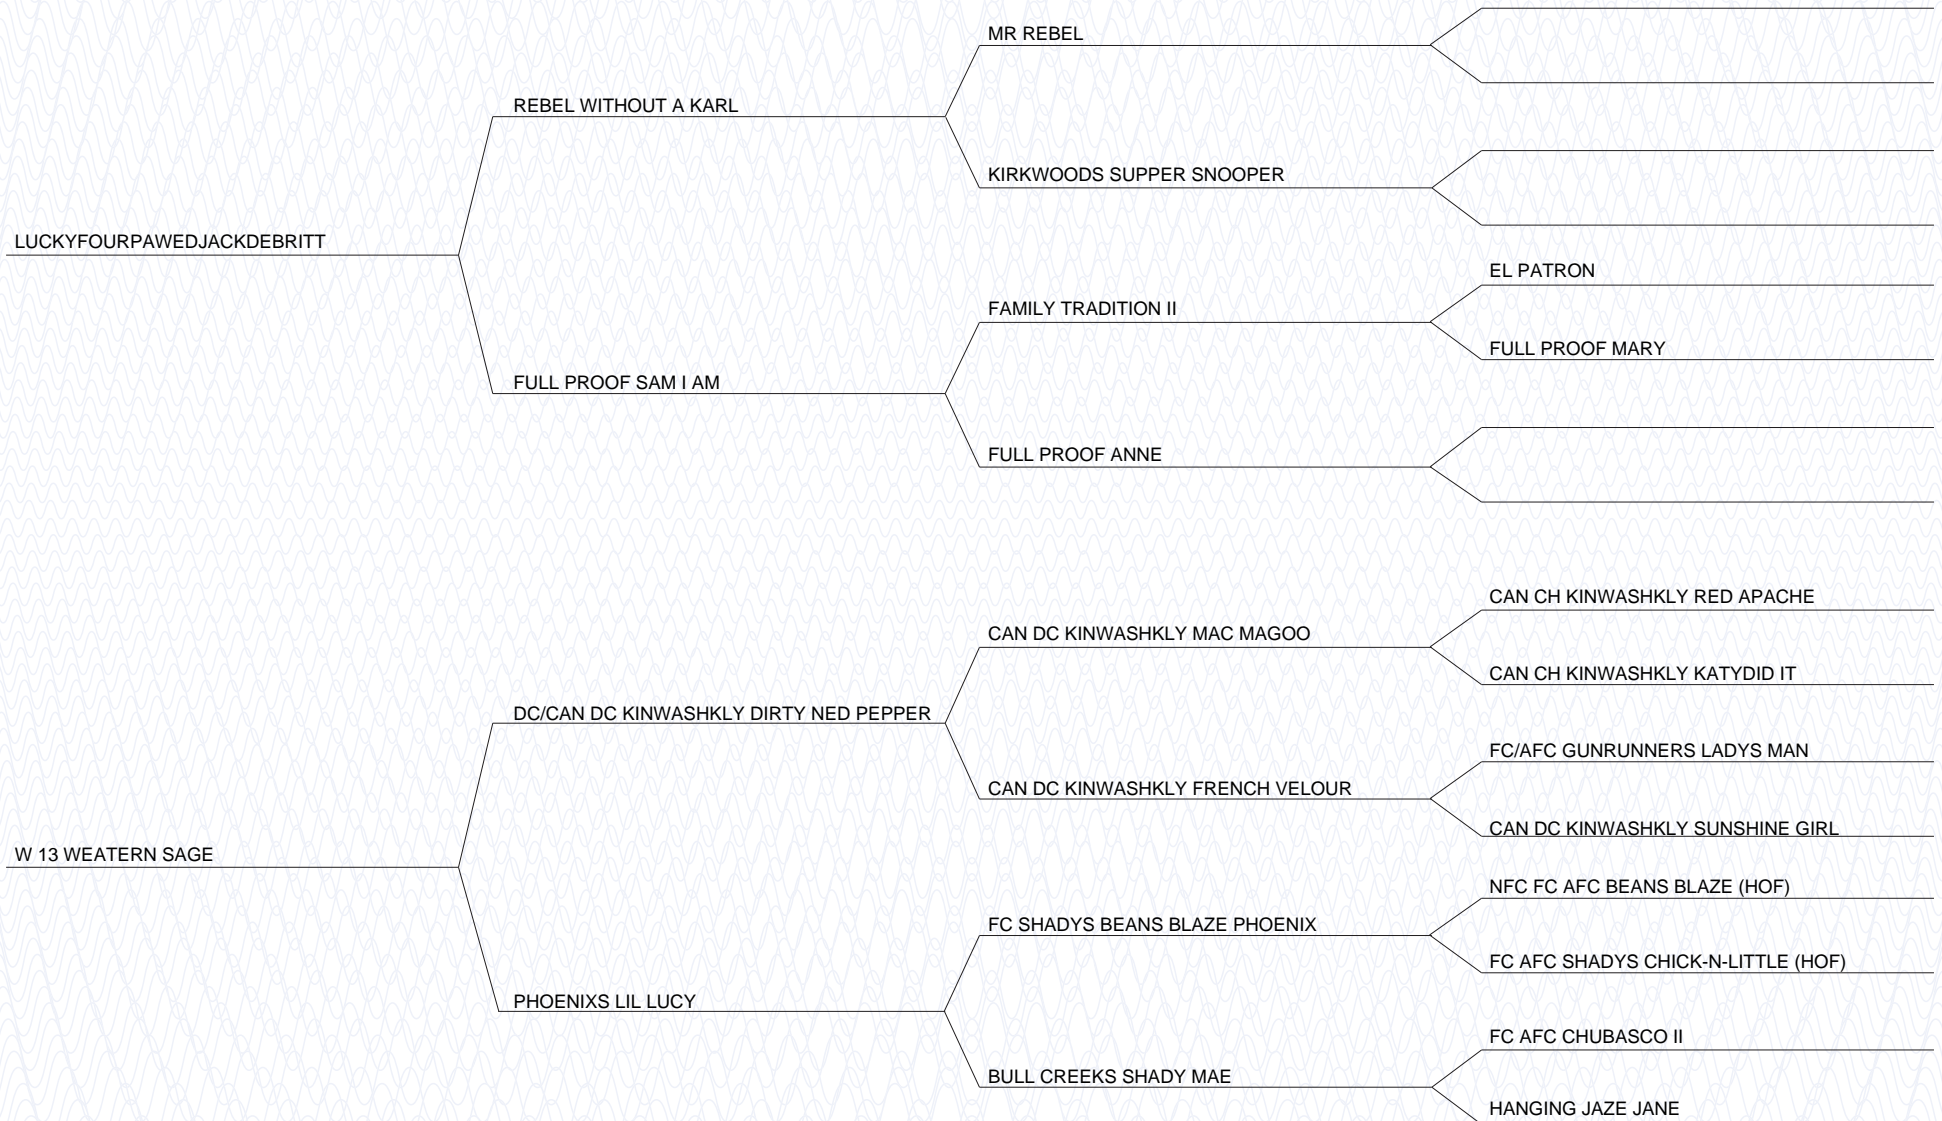 MR REBEL
REBEL WITHOUT A KARL
KIRKWOODS SUPPER SNOOPER
LUCKYFOURPAWEDJACKDEBRITT
EL PATRON
FAMILY TRADITION II
FULL PROOF MARY
FULL PROOF SAM I AM
FULL PROOF ANNE
CAN CH KINWASHKLY RED APACHE
CAN DC KINWASHKLY MAC MAGOO
CAN CH KINWASHKLY KATYDID IT
DC/CAN DC KINWASHKLY DIRTY NED PEPPER
FC/AFC GUNRUNNERS LADYS MAN
CAN DC KINWASHKLY FRENCH VELOUR
CAN DC KINWASHKLY SUNSHINE GIRL
W 13 WEATERN SAGE
NFC FC AFC BEANS BLAZE (HOF)
FC SHADYS BEANS BLAZE PHOENIX
FC AFC SHADYS CHICK-N-LITTLE (HOF)
PHOENIXS LIL LUCY
FC AFC CHUBASCO II
BULL CREEKS SHADY MAE
HANGING JAZE JANE